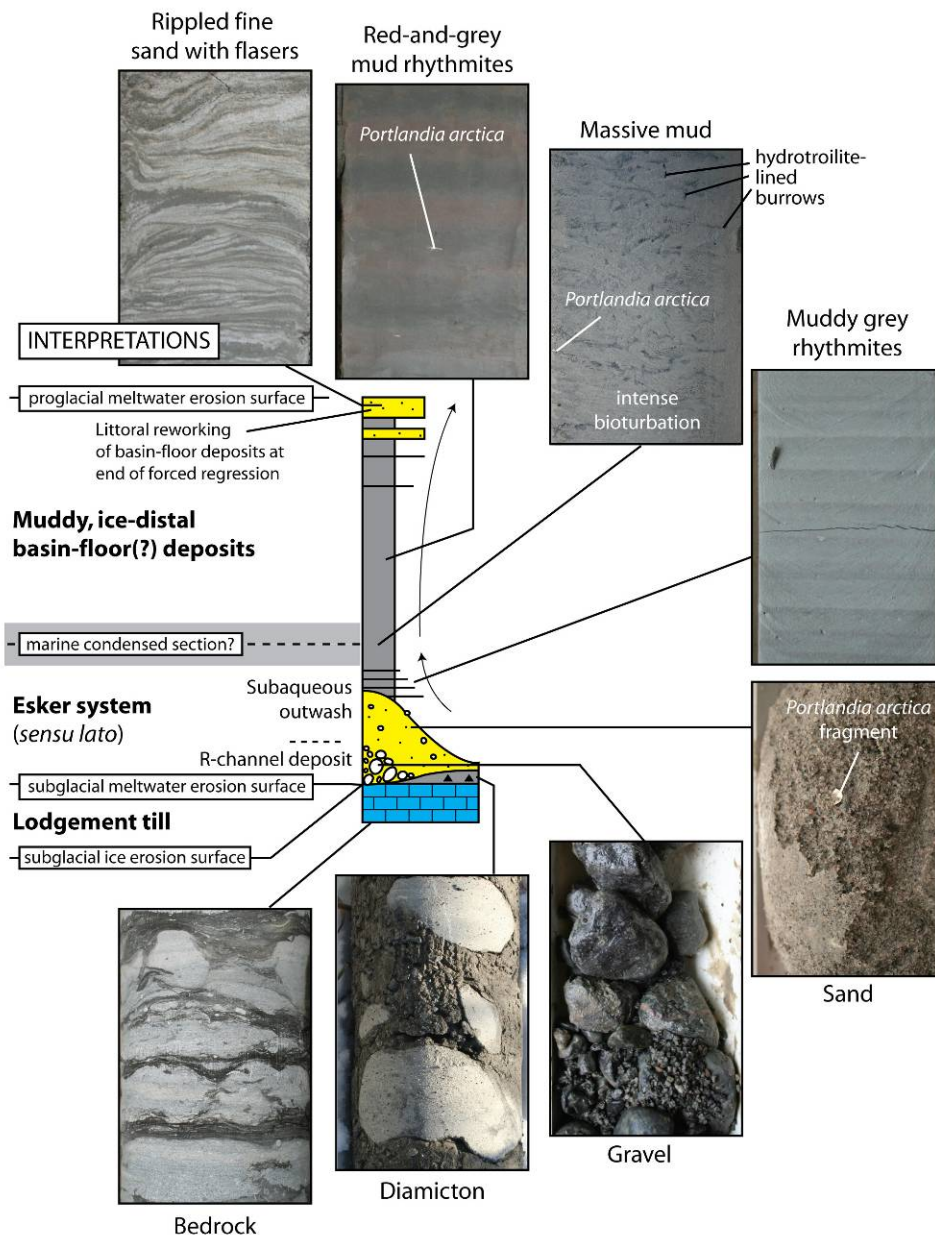 Rippled fine
sand with flasers
Red-and-grey
mud rhythmites
Portlandia arctica
Massive mud
hydrotroilite-
lined
burrows
Portlandia arctica
intense
bioturbation
Muddy grey
rhythmites
INTERPRETATIONS
proglacial meltwater erosion surface
Littoral reworking
of basin-floor deposits at
end of forced regression
Muddy, ice-distal
basin-floor(?) deposits
marine condensed section?
Subaqueous
outwash
Esker system
(sensu lato)
R-channel deposit
subglacial meltwater erosion surface
Lodgement till
subglacial ice erosion surface
Portlandia arctica
fragment
Sand
Gravel
Diamicton
Bedrock